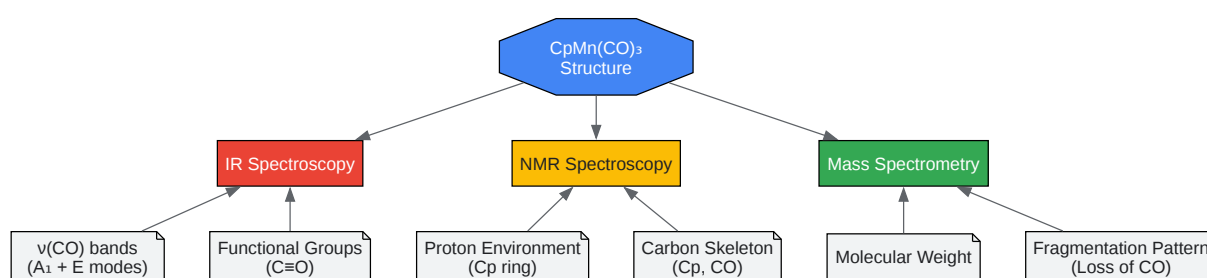 CpMn(CO)₃
Structure
IR Spectroscopy
NMR Spectroscopy
Mass Spectrometry
ν(CO) bands
(A₁ + E modes)
Functional Groups
(C≡O)
Proton Environment
(Cp ring)
Carbon Skeleton
(Cp, CO)
Molecular Weight
Fragmentation Pattern
(Loss of CO)